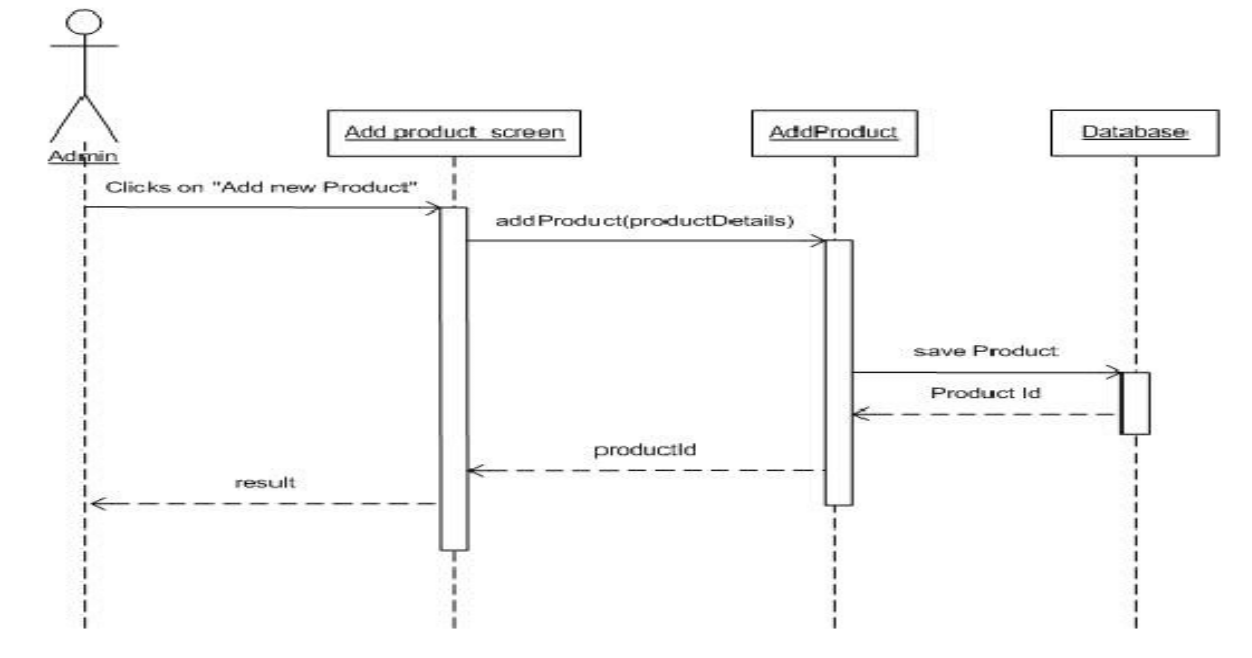 Admin
Add product_screen
AddProduct
Database
Clicks on "Add new Product"
addProduct(productDetails)
save Product
Product Id
productId
result